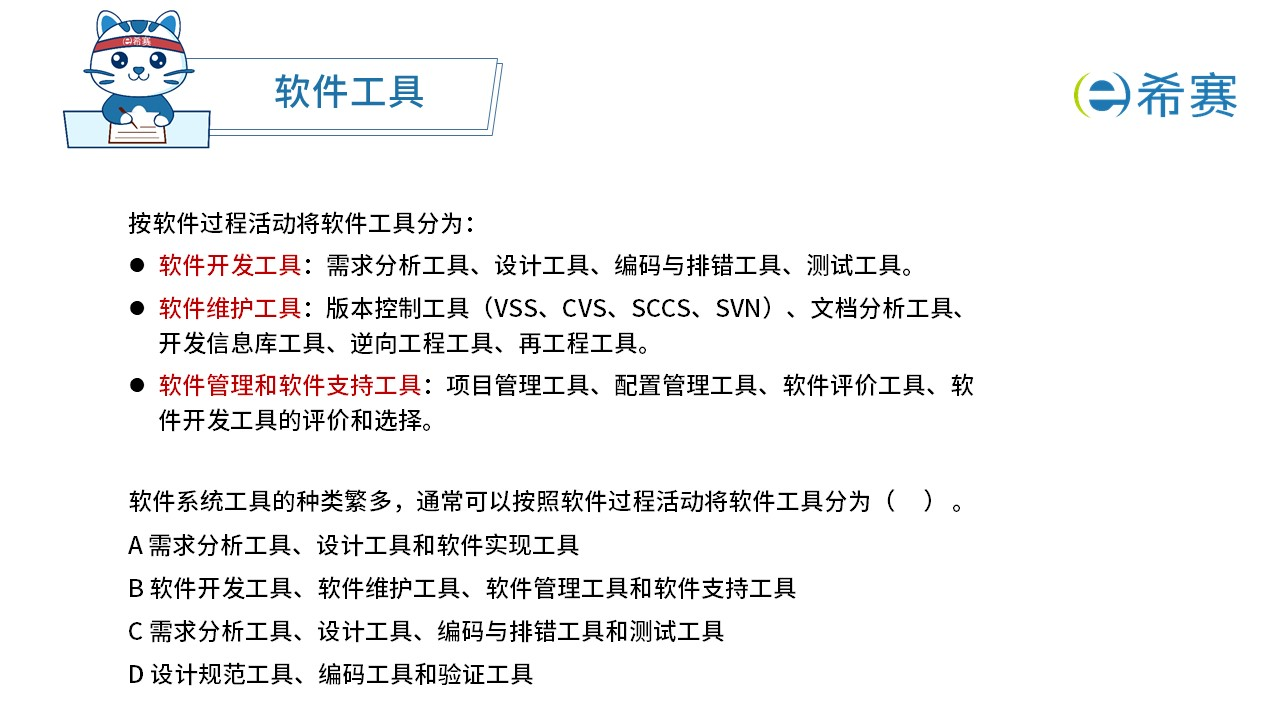 希赛
软件工具
希赛
按软件过程活动将软件工具分为：
● 软件开发工具：需求分析工具、设计工具、编码与排错工具、测试工具。
● 软件维护工具：版本控制工具（VSS、CVS、SCCS、SVN）、文档分析工具、
开发信息库工具、逆向工程工具、再工程工具。
● 软件管理和软件支持工具：项目管理工具、配置管理工具、软件评价工具、软
件开发工具的评价和选择。
软件系统工具的种类繁多，通常可以按照软件过程活动将软件工具分为（　）。
A 需求分析工具、设计工具和软件实现工具
B 软件开发工具、软件维护工具、软件管理工具和软件支持工具
C 需求分析工具、设计工具、编码与排错工具和测试工具
D 设计规范工具、编码工具和验证工具